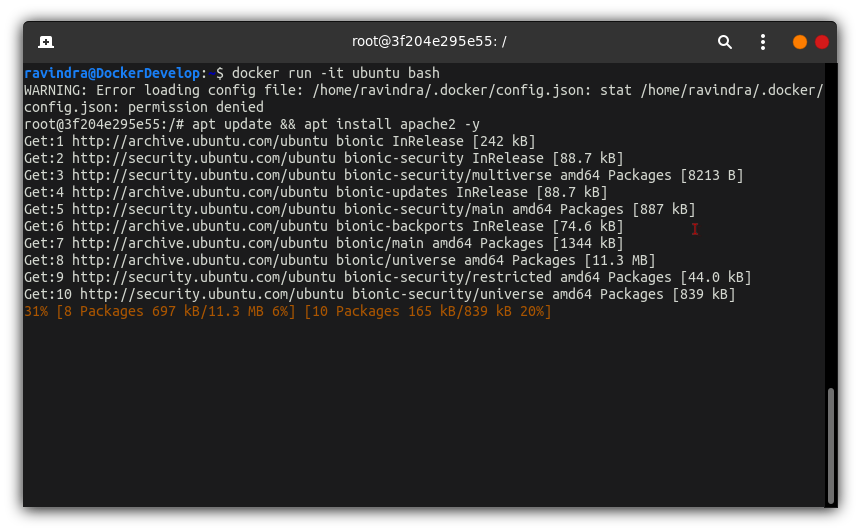 root@3f204e295e55: /
ravindra@DockerDevelop:~$ docker run -it ubuntu bash
WARNING: Error loading config file: /home/ravindra/.docker/config.json: stat /home/ravindra/.docker/
config.json: permission denied
root@3f204e295e55:/# apt update && apt install apache2 -y
Get:1 http://archive.ubuntu.com/ubuntu bionic InRelease [242 kB]
Get:2 http://security.ubuntu.com/ubuntu bionic-security InRelease [88.7 kB]
Get:3 http://security.ubuntu.com/ubuntu bionic-security/multiverse amd64 Packages [8213 B]
Get:4 http://archive.ubuntu.com/ubuntu bionic-updates InRelease [88.7 kB]
Get:5 http://security.ubuntu.com/ubuntu bionic-security/main amd64 Packages [887 kB]
Get:6 http://archive.ubuntu.com/ubuntu bionic-backports InRelease [74.6 kB]
Get:7 http://archive.ubuntu.com/ubuntu bionic/main amd64 Packages [1344 kB]
Get:8 http://archive.ubuntu.com/ubuntu bionic/universe amd64 Packages [11.3 MB]
Get:9 http://security.ubuntu.com/ubuntu bionic-security/restricted amd64 Packages [44.0 kB]
Get:10 http://security.ubuntu.com/ubuntu bionic-security/universe amd64 Packages [839 kB]
31% [8 Packages 697 kB/11.3 MB 6%] [10 Packages 165 kB/839 kB 20%]